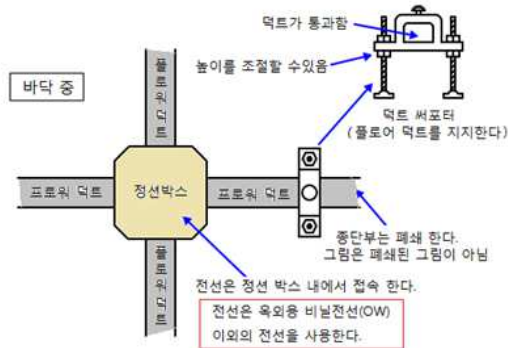 덕트가 통과함
높이를 조절할 수있음
바닥 중
덕트 써포터
(플로어 덕트를 지지한다)
플로워 덕트
프로워 덕트
정션박스
프로워 덕트
종단부는 폐쇄 한다.
그림은 폐쇄된 그림이 아님
플로워 덕트
전선은 정션 박스 내에서 접속 한다.
전선은 옥외용 비닐전선(OW)
이외의 전선을 사용한다.